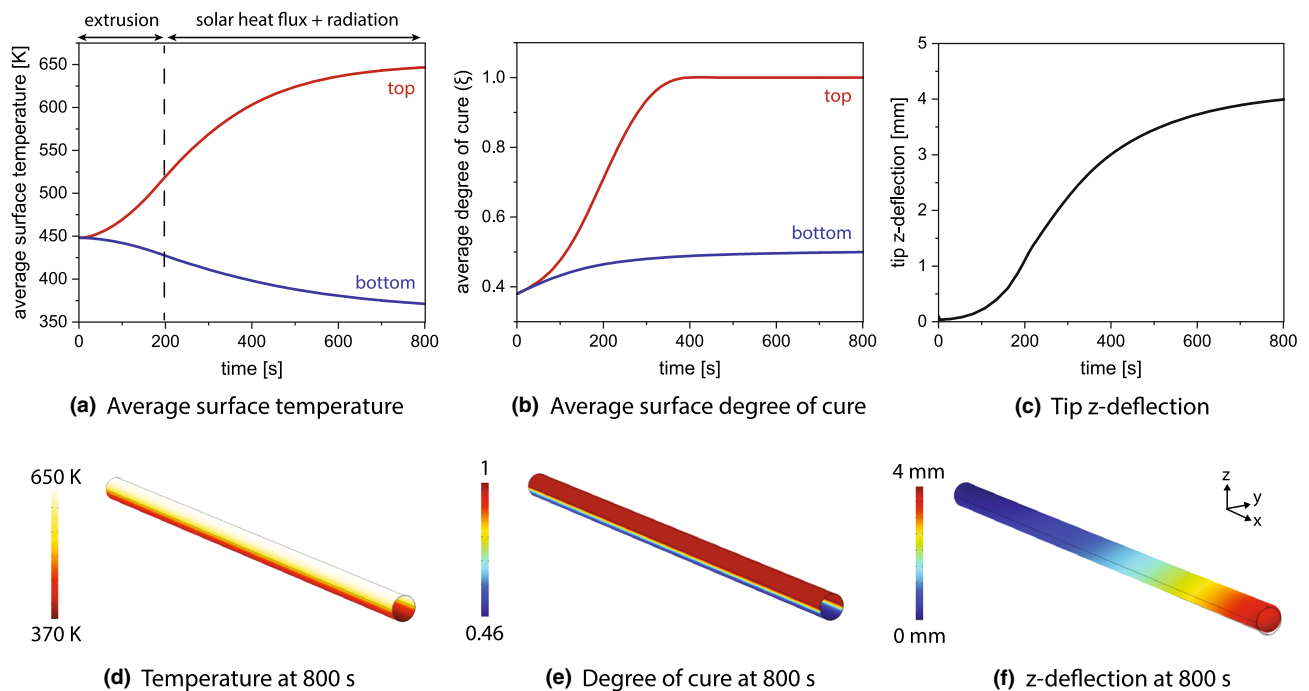 extrusion
solar heat flux + radiation
average surface temperature [K]
650
600
550
500
450
400
350
top
bottom
0
200
400
600
800
time [s]
(a) Average surface temperature
average degree of cure (ξ)
1.0
0.8
0.6
0.4
top
bottom
0
200
400
600
800
time [s]
(b) Average surface degree of cure
tip z-deflection [mm]
5
4
3
2
1
0
0
200
400
600
800
time [s]
(c) Tip z-deflection
650 K
370 K
(d) Temperature at 800 s
1
0.46
(e) Degree of cure at 800 s
4 mm
0 mm
z
y
x
(f) z-deflection at 800 s